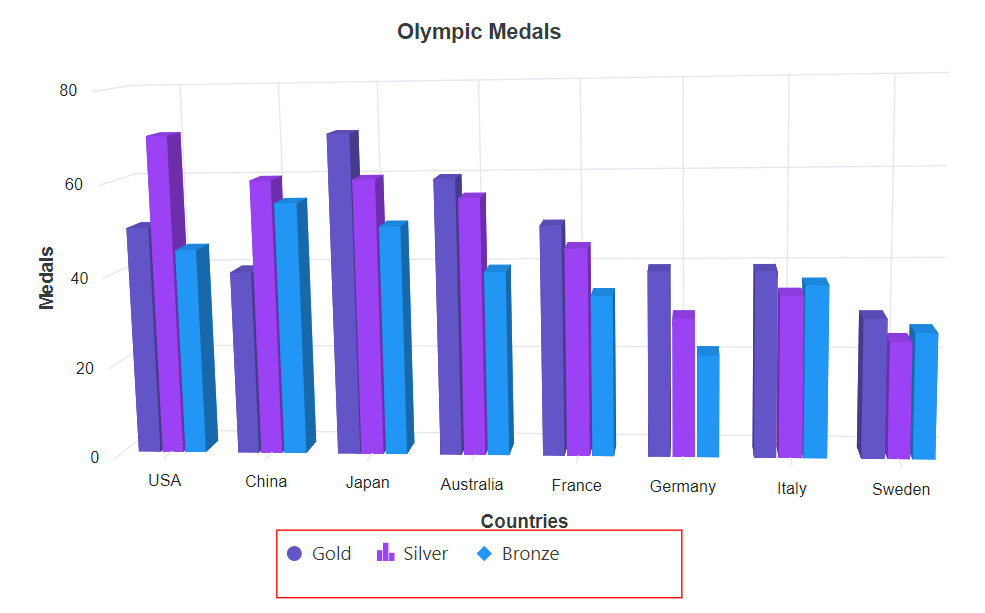 Olympic Medals
80
60
40
20
0
Medals
USA China Japan Australia France Germany Italy Sweden
Countries
Gold Silver Bronze